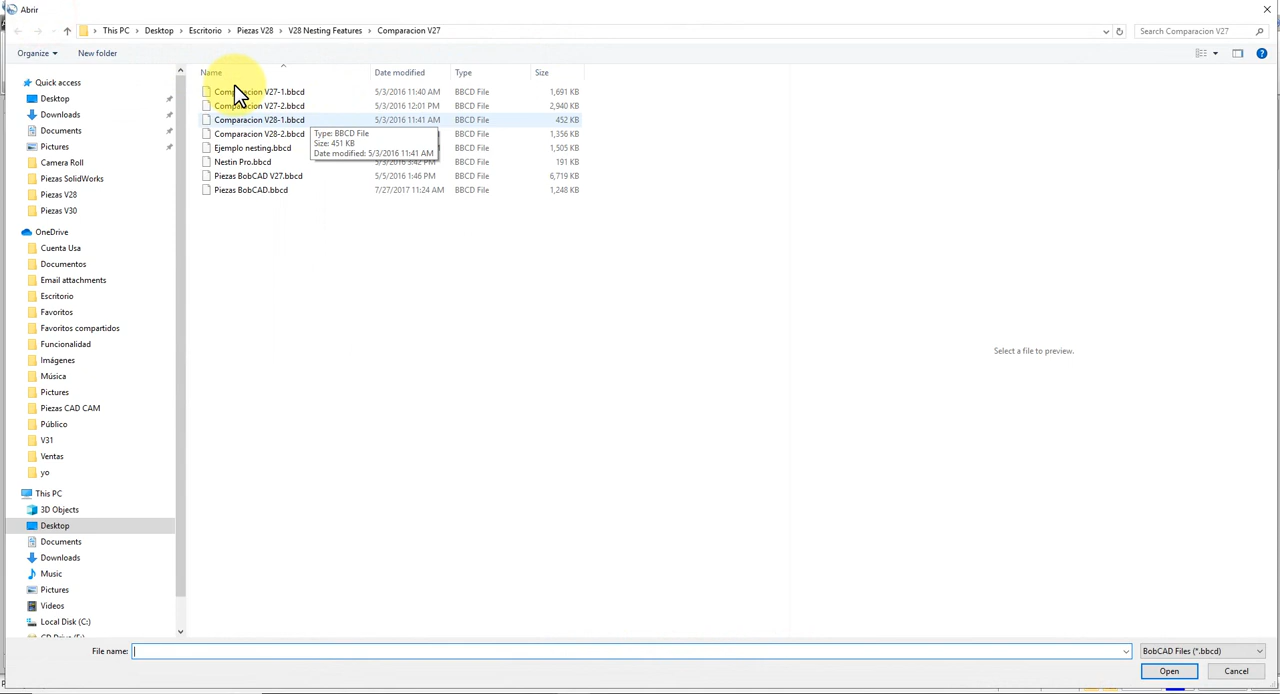 Abrir
This PC > Desktop > Escritorio > Piezas V28 > V28 Nesting Features > Comparacion V27
Search Comparacion V27
Organize New folder
Name Date modified Type Size
Comparacion V27-1.bbcd 5/3/2016 11:40 AM BBCD File 1,691 KB
Comparacion V27-2.bbcd 5/3/2016 12:01 PM BBCD File 2,940 KB
Comparacion V28-1.bbcd 5/3/2016 11:41 AM BBCD File 452 KB
Comparacion V28-2.bbcd BBCD File 1,356 KB
Ejemplo nesting.bbcd BBCD File 1,505 KB
Nestin Pro.bbcd 5/3/2016 3:42 PM BBCD File 191 KB
Piezas BobCAD V27.bbcd 5/5/2016 1:46 PM BBCD File 6,719 KB
Piezas BobCAD.bbcd 7/27/2017 11:24 AM BBCD File 1,248 KB
Type: BBCD File
Size: 451 KB
Date modified: 5/3/2016 11:41 AM
Quick access
Desktop
Downloads
Documents
Pictures
Camera Roll
Piezas SolidWorks
Piezas V28
Piezas V30
OneDrive
Cuenta Usa
Documentos
Email attachments
Escritorio
Favoritos
Favoritos compartidos
Funcionalidad
Imágenes
Música
Pictures
Piezas CAD CAM
Público
V31
Ventas
yo
This PC
3D Objects
Desktop
Documents
Downloads
Music
Pictures
Videos
Local Disk (C:)
Select a file to preview.
File name: BobCAD Files (*.bbcd)
Open Cancel